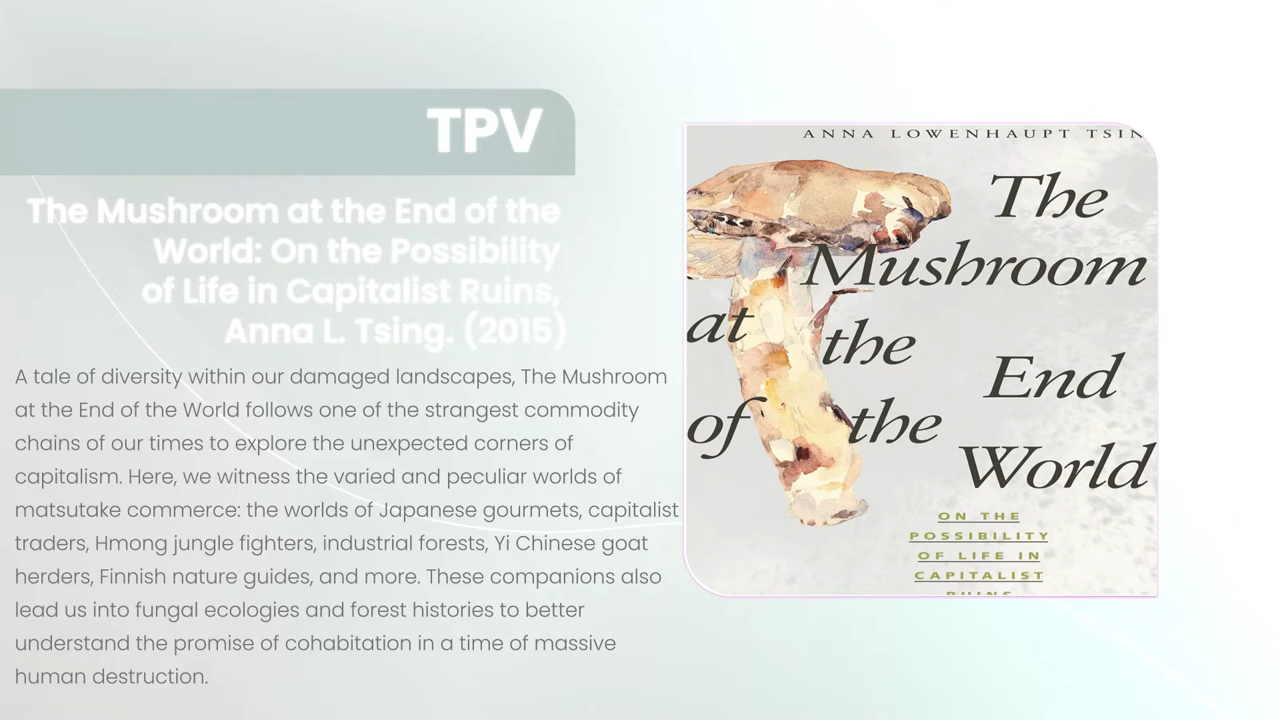 TPV
The Mushroom at the End of the
World: On the Possibility
of Life in Capitalist Ruins,
Anna L. Tsing. (2015)
A tale of diversity within our damaged landscapes, The Mushroom
at the End of the World follows one of the strangest commodity
chains of our times to explore the unexpected corners of
capitalism. Here, we witness the varied and peculiar worlds of
matsutake commerce: the worlds of Japanese gourmets, capitalist
traders, Hmong jungle fighters, industrial forests, Yi Chinese goat
herders, Finnish nature guides, and more. These companions also
lead us into fungal ecologies and forest histories to better
understand the promise of cohabitation in a time of massive
human destruction.
ANNA LOWENHAUPT TSIN
The
Mushroom
at the
End
of the
World
ON THE
POSSIBILITY
OF LIFE IN
CAPITALIST
RUINS